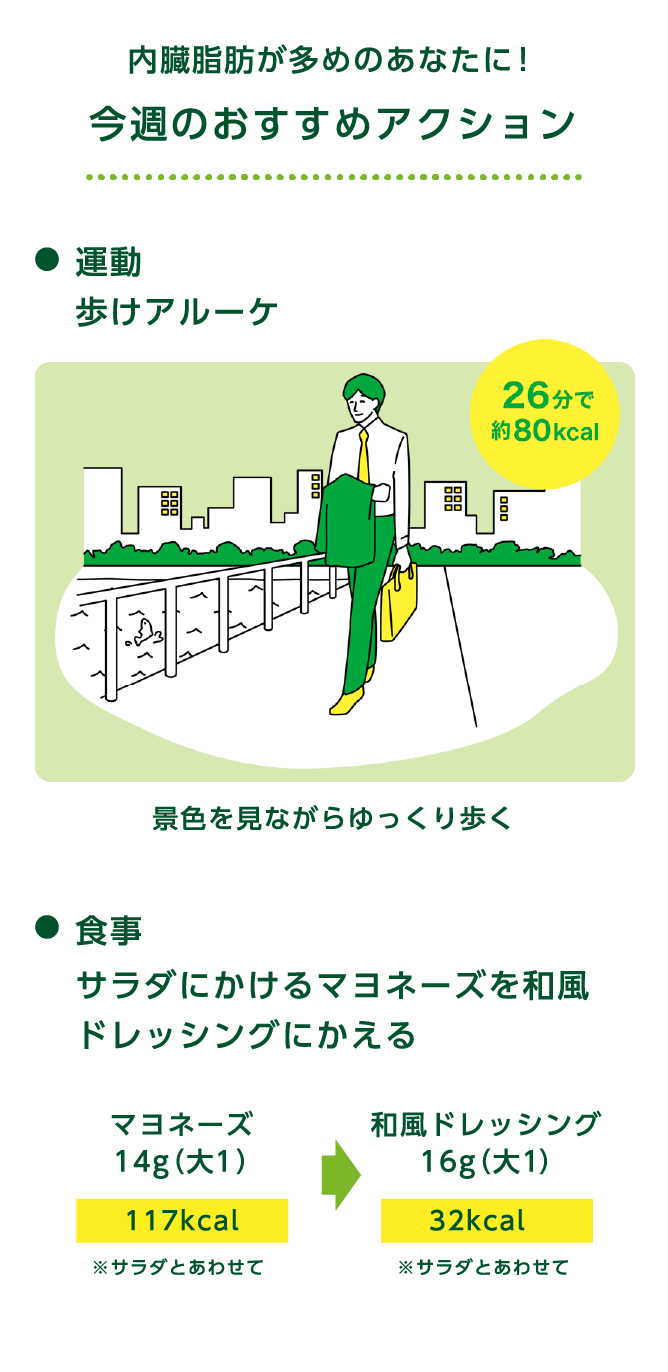 内臓脂肪が多めのあなたに！
今週のおすすめアクション
● 運動
歩けアルーケ
26分で
約80kcal
景色を見ながらゆっくり歩く
● 食事
サラダにかけるマヨネーズを和風
ドレッシングにかえる
マヨネーズ
14g（大1）
117kcal
※サラダとあわせて
和風ドレッシング
16g（大1）
32kcal
※サラダとあわせて